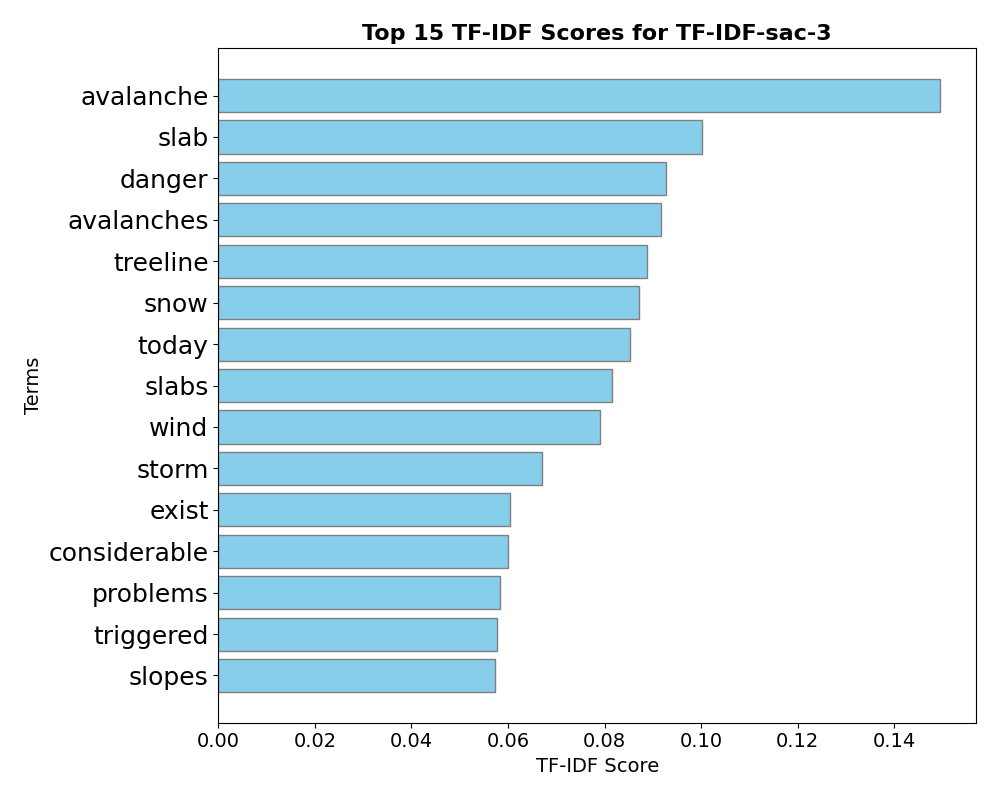 Top 15 TF-IDF Scores for TF-IDF-sac-3
avalanche
slab
danger
avalanches
treeline
snow
today
slabs
wind
storm
exist
considerable
problems
triggered
slopes
Terms
0.00 0.02 0.04 0.06 0.08 0.10 0.12 0.14
TF-IDF Score